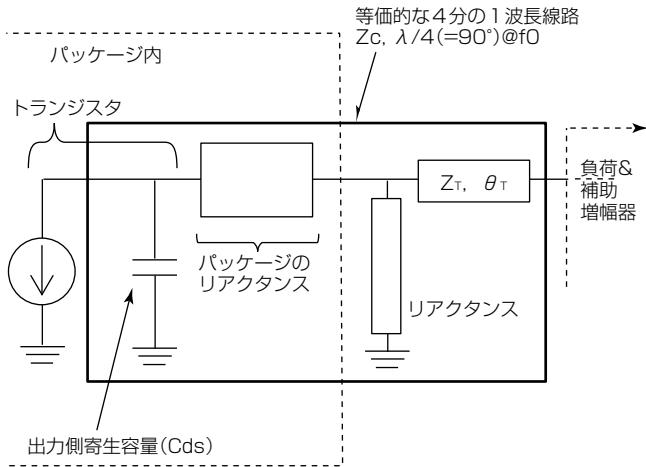 等価的な４分の１波長線路
Zc, λ/4(=90°)@f0
パッケージ内
トランジスタ
負荷&
補助
増幅器
ZT, θT
パッケージの
リアクタンス
リアクタンス
出力側寄生容量(Cds)